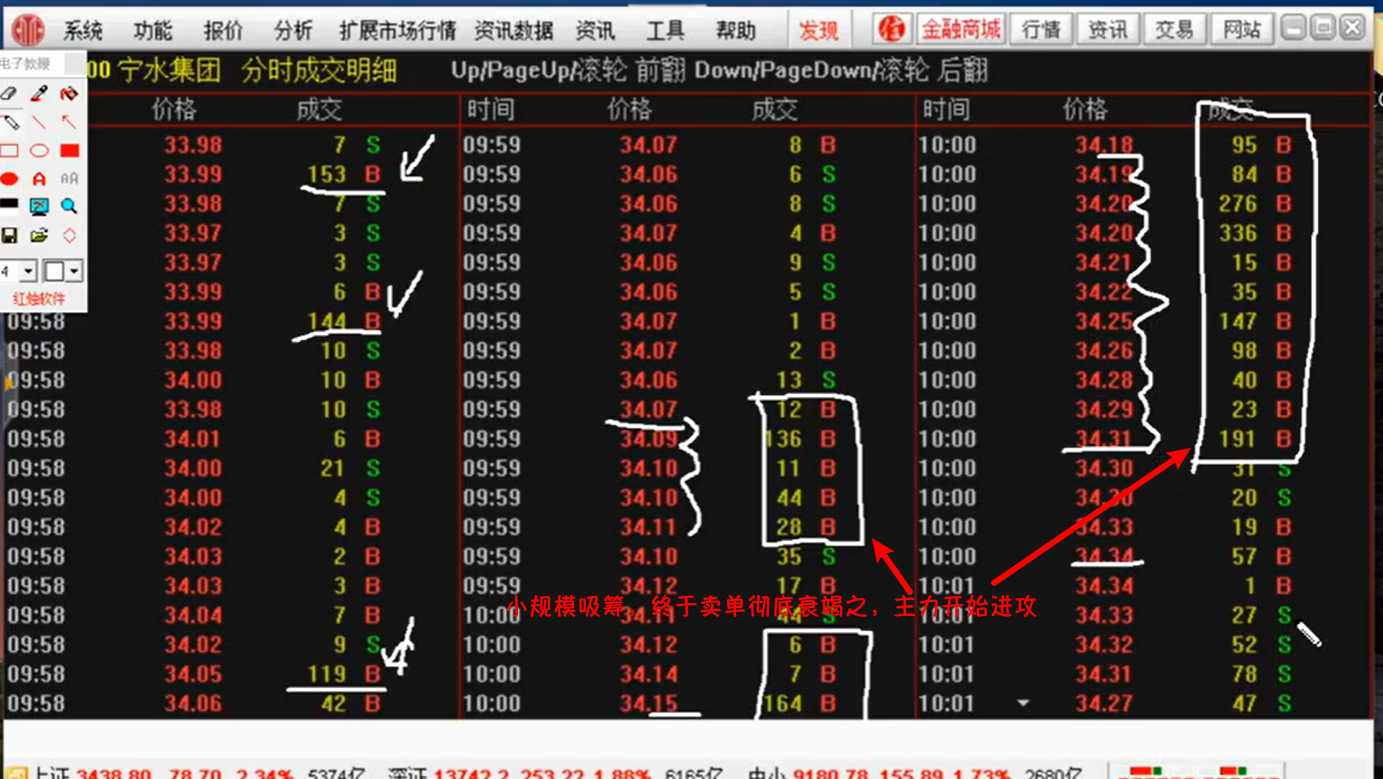 系统 功能 报价 分析 扩展市场行情 资讯数据 资讯 工具 帮助 发现 信 金融商城 行情 资讯 交易 网站
电子教鞭
00 宁水集团 分时成交明细 Up/PageUp/滚轮 前翻 Down/PageDown/滚轮 后翻
价格 成交 时间 价格 成交 时间 价格 成交
33.98 7 S 09:59 34.07 8 B 10:00 34.18 95 B
33.99 153 B 09:59 34.06 6 S 10:00 34.19 84 B
33.98 7 S 09:59 34.06 8 S 10:00 34.20 276 B
33.97 3 S 09:59 34.07 4 B 10:00 34.20 336 B
33.97 3 S 09:59 34.06 9 S 10:00 34.21 15 B
33.99 6 B 09:59 34.06 5 S 10:00 34.22 35 B
4
红烛软件
09:58 33.99 144 B 09:59 34.07 1 B 10:00 34.25 147 B
09:58 33.98 10 S 09:59 34.07 2 B 10:00 34.26 98 B
09:58 34.00 10 B 09:59 34.06 13 S 10:00 34.28 40 B
09:58 33.98 10 S 09:59 34.07 12 B 10:00 34.29 23 B
09:58 34.01 6 B 09:59 34.09 136 B 10:00 34.31 191 B
09:58 34.00 21 S 09:59 34.10 11 B 10:00 34.30 31 S
09:58 34.00 4 S 09:59 34.10 44 B 10:00 34.30 20 S
09:58 34.02 4 B 09:59 34.11 28 B 10:00 34.33 19 B
09:58 34.03 2 B 09:59 34.10 35 S 10:00 34.34 57 B
09:58 34.03 3 B 09:59 34.12 17 B 10:01 34.34 1 B
小规模吸筹，终于卖单彻底衰竭之，主力开始进攻
09:58 34.04 7 B 10:00 34.11 44 S 10:01 34.33 27 S
09:58 34.02 9 S 10:00 34.12 6 B 10:01 34.32 52 S
09:58 34.05 119 B 10:00 34.14 7 B 10:01 34.31 78 S
09:58 34.06 42 B 10:00 34.15 164 B 10:01 34.27 47 S
上证 3438.80 78.70 2.34% 5374亿 深证 13742.2 253.22 1.88% 6165亿 中小 9180.78 155.89 1.73% 2680亿